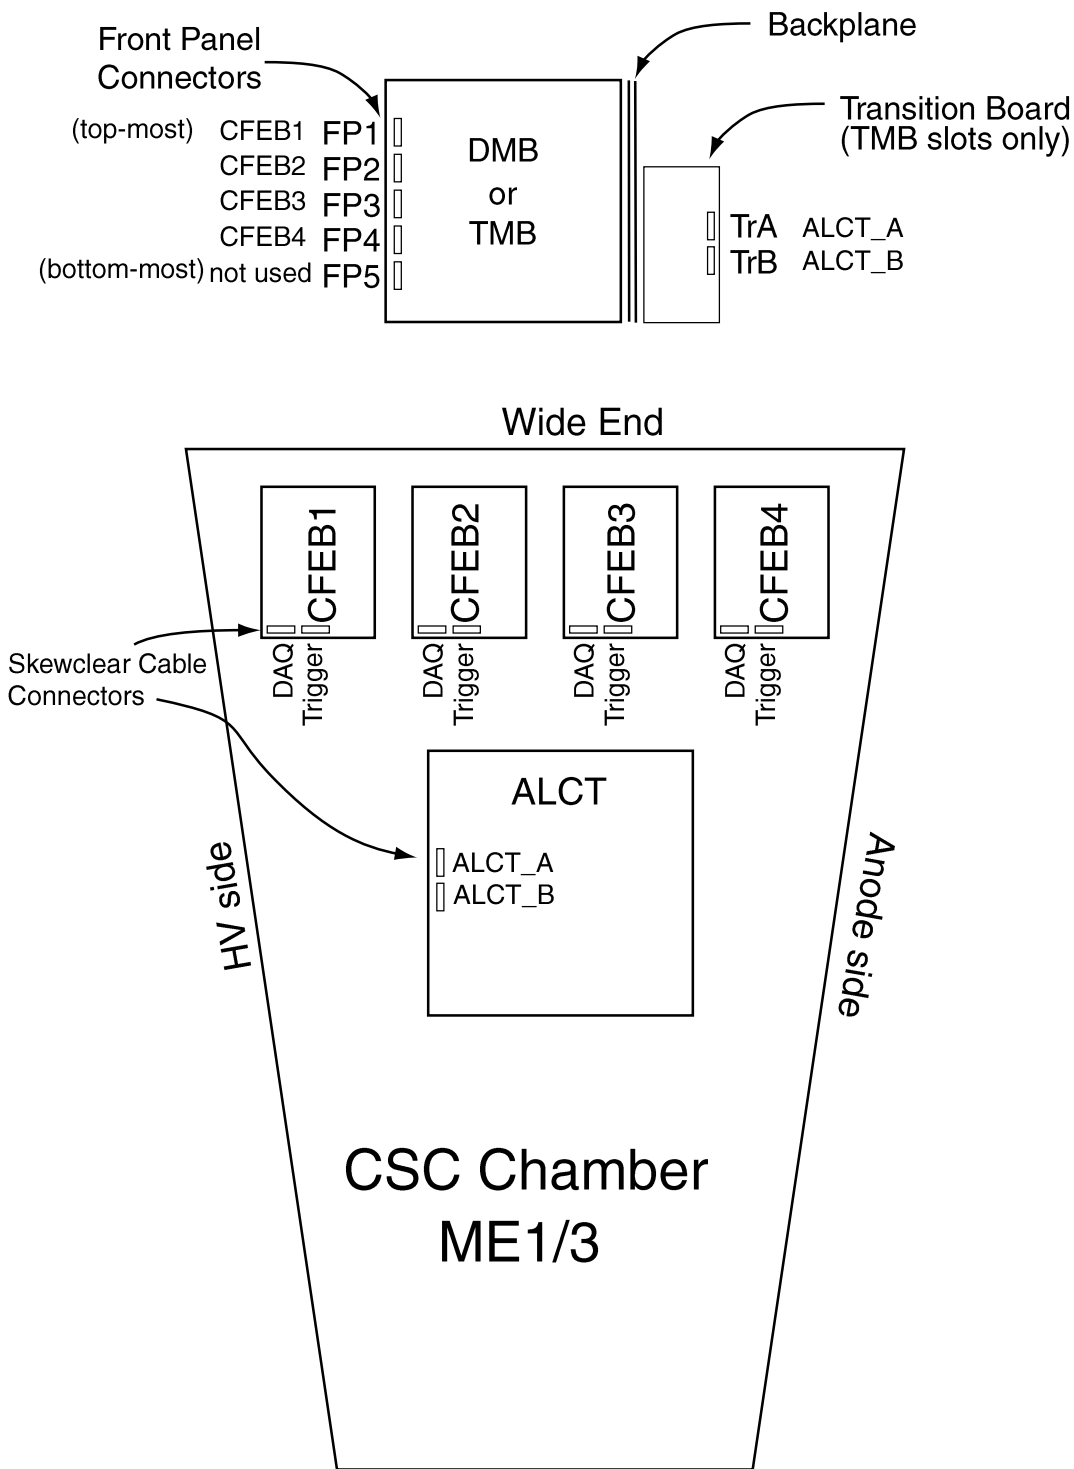 Front Panel
Connectors
Backplane
Transition Board
(TMB slots only)
(top-most) CFEB1 FP1
CFEB2 FP2
CFEB3 FP3
CFEB4 FP4
(bottom-most) not used FP5
DMB
or
TMB
TrA ALCT_A
TrB ALCT_B
Wide End
CFEB1
CFEB2
CFEB3
CFEB4
DAQ
Trigger
DAQ
Trigger
DAQ
Trigger
DAQ
Trigger
Skewclear Cable
Connectors
ALCT
ALCT_A
ALCT_B
HV side
Anode side
CSC Chamber
ME1/3